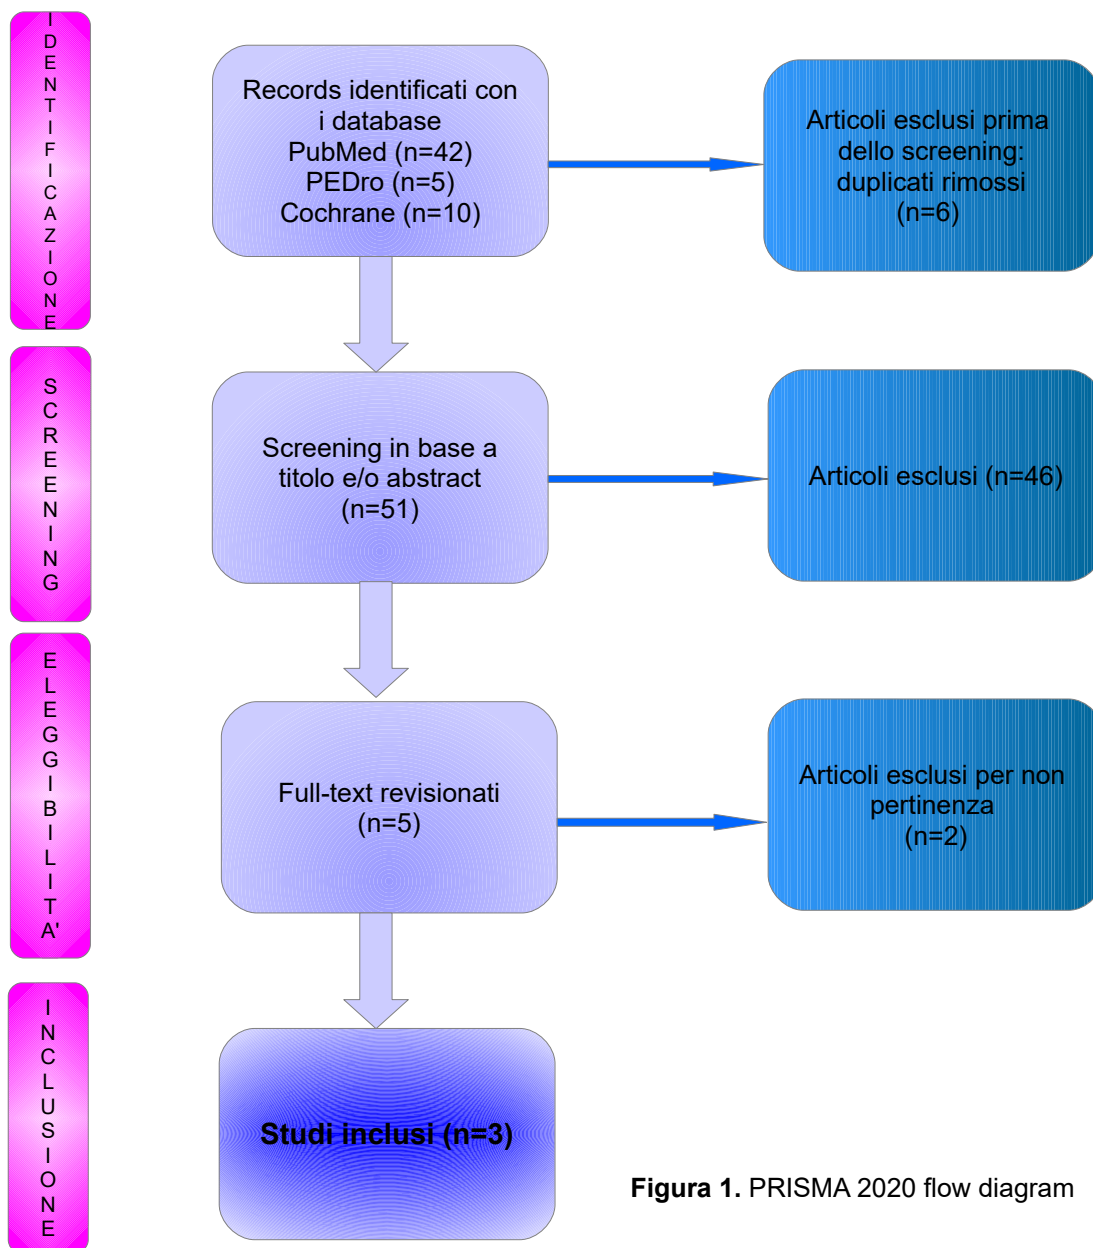 IDENTIFICAZIONE
Records identificati con
i database
PubMed (n=42)
PEDro (n=5)
Cochrane (n=10)
Articoli esclusi prima
dello screening:
duplicati rimossi
(n=6)
SCREENING
Screening in base a
titolo e/o abstract
(n=51)
Articoli esclusi (n=46)
ELEGGIBILITA'
Full-text revisionati
(n=5)
Articoli esclusi per non
pertinenza
(n=2)
INCLUSIONE
Studi inclusi (n=3)
Figura 1. PRISMA 2020 flow diagram